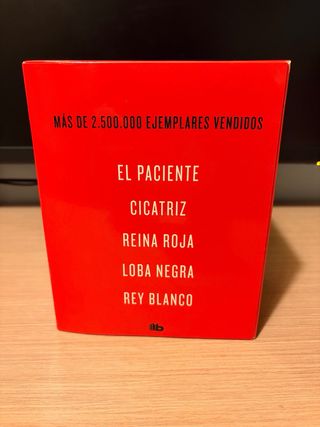 MÁS DE 2.500.000 EJEMPLARES VENDIDOS
EL PACIENTE
CICATRIZ
REINA ROJA
LOBA NEGRA
REY BLANCO
b